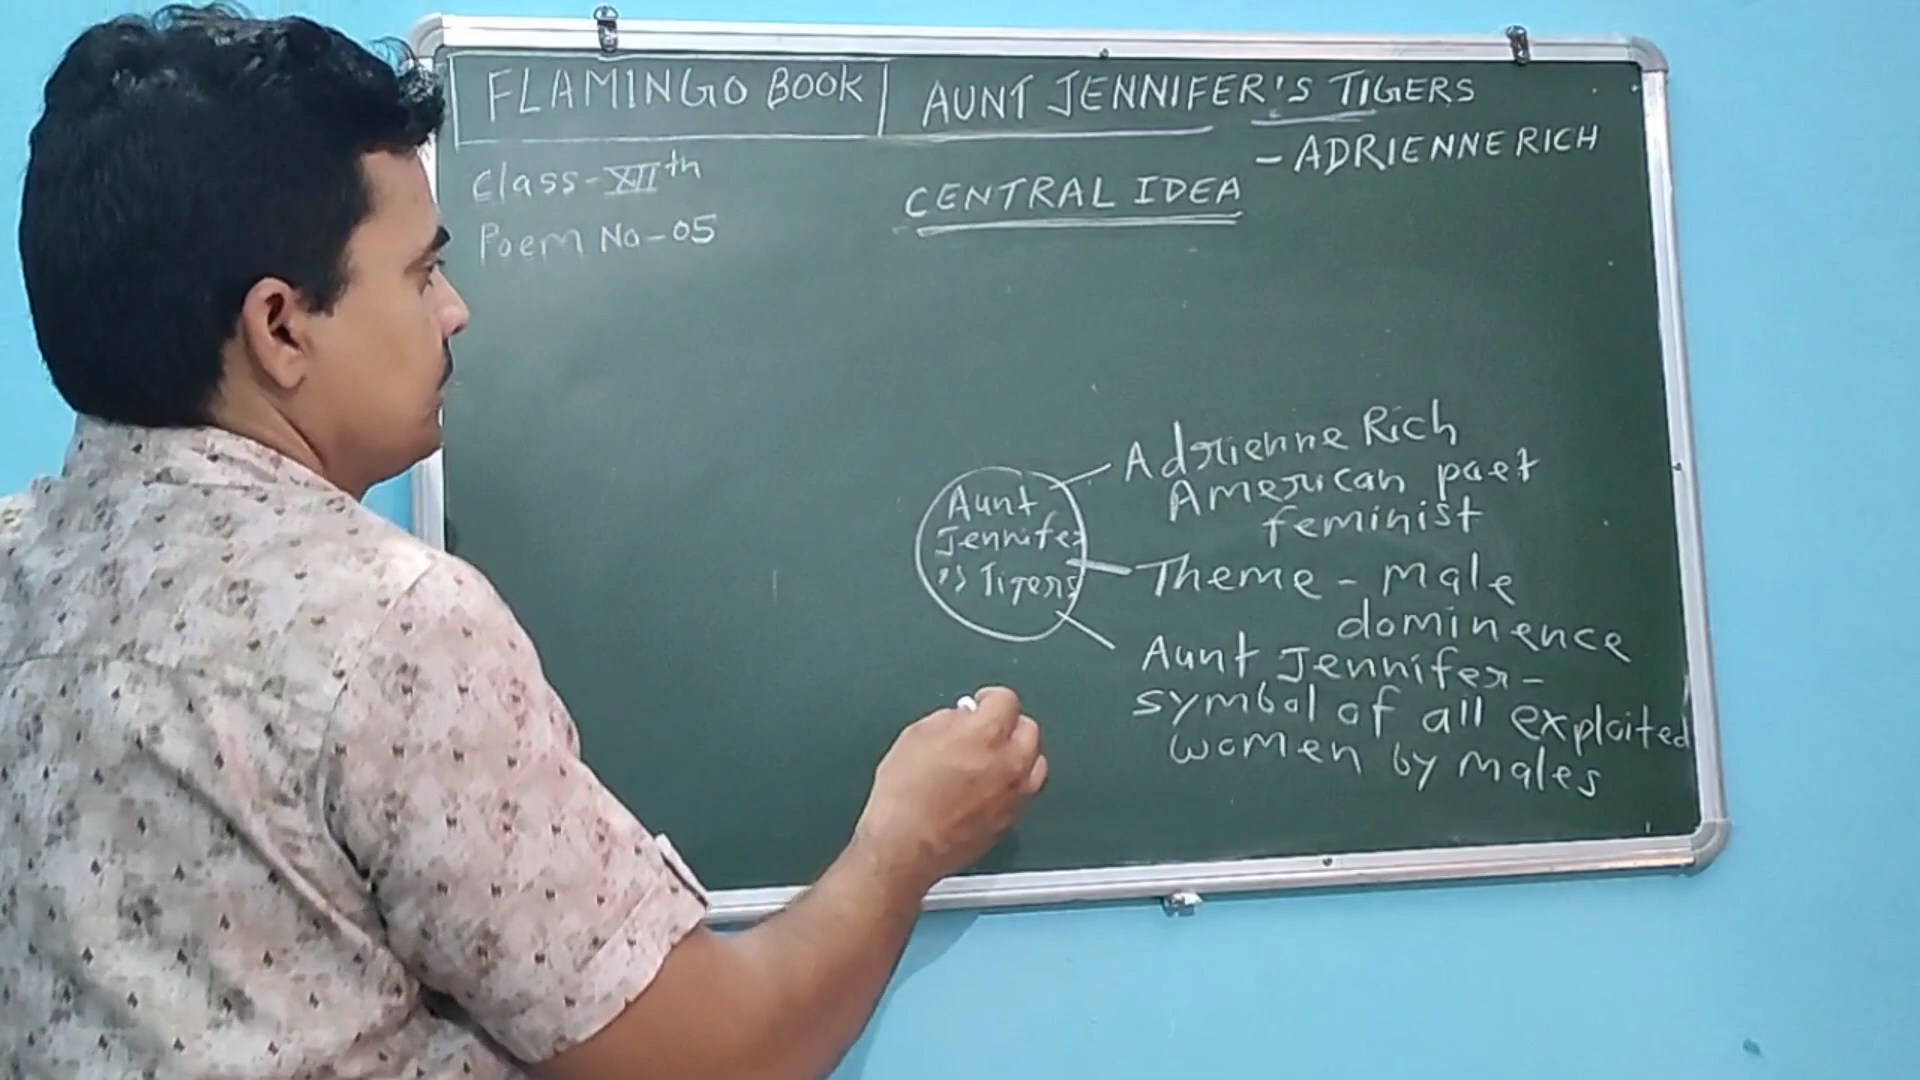 FLAMINGO BOOK
AUNT JENNIFER'S TIGERS
- ADRIENNE RICH
Class-XIIth
Poem No-05
CENTRAL IDEA
Aunt
Jennifer
's Tigers
Adrienne Rich
American poet
feminist
Theme - Male
dominence
Aunt Jennifer-
symbol of all exploited
women by males